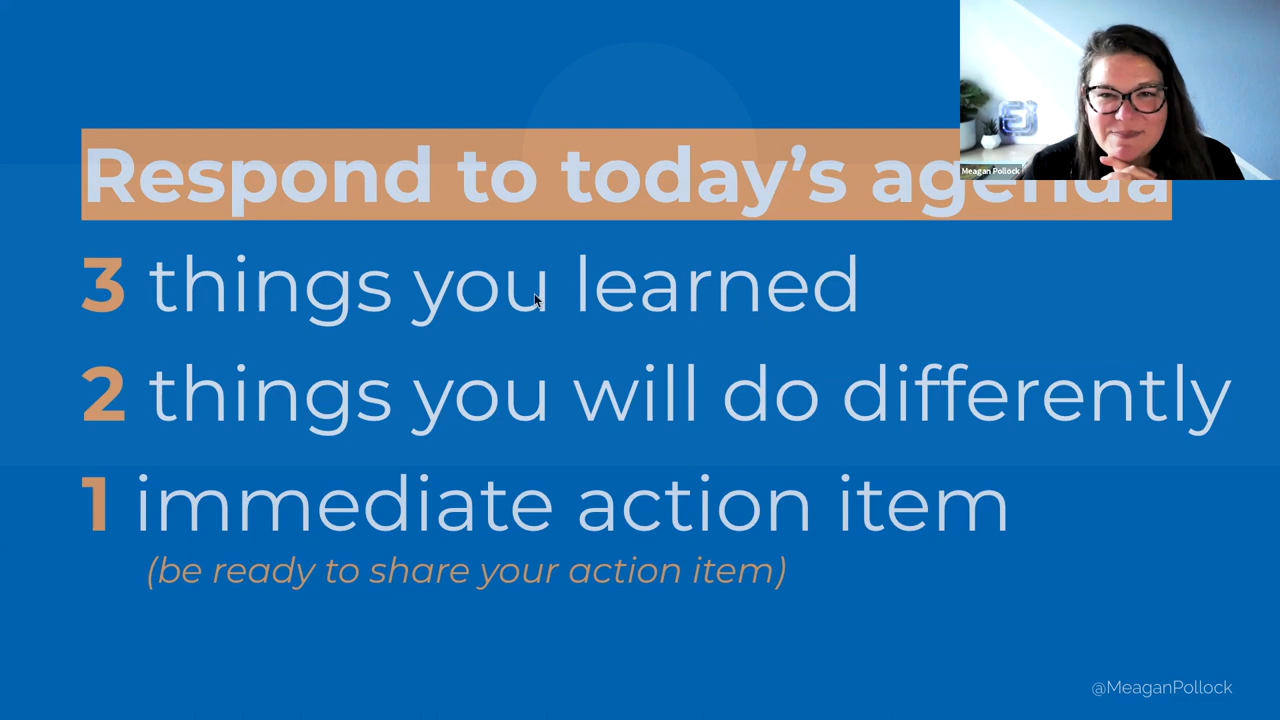 Respond to today’s agenda
Meagan Pollock
3 things you learned
2 things you will do differently
1 immediate action item
(be ready to share your action item)
@MeaganPollock